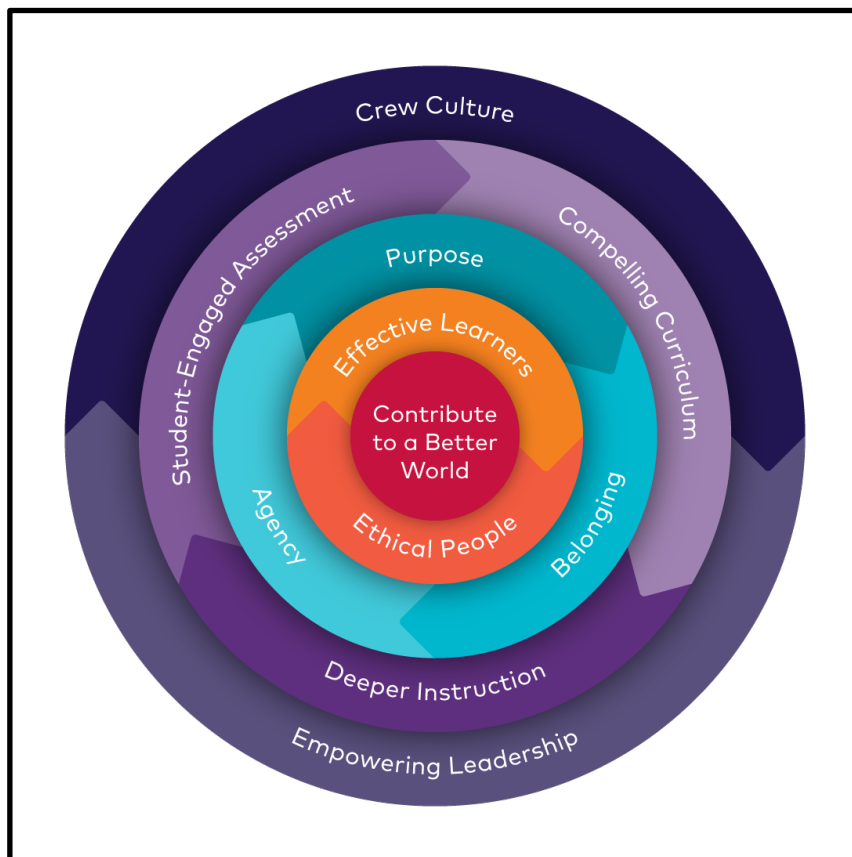 Crew Culture
Student-Engaged Assessment
Compelling Curriculum
Purpose
Effective Learners
Contribute
to a Better
World
Ethical People
Agency
Belonging
Deeper Instruction
Empowering Leadership